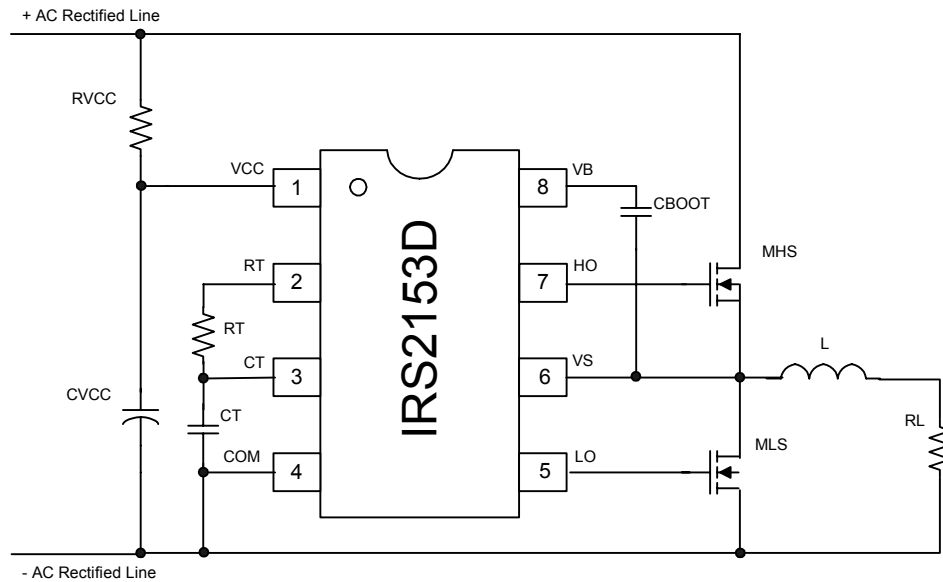 + AC Rectified Line
RVCC
VCC
1
8
VB
CBOOT
MHS
RT
2
7
HO
RT
IRS2153D
L
CT
3
6
VS
CVCC
CT
RL
MLS
COM
4
5
LO
- AC Rectified Line